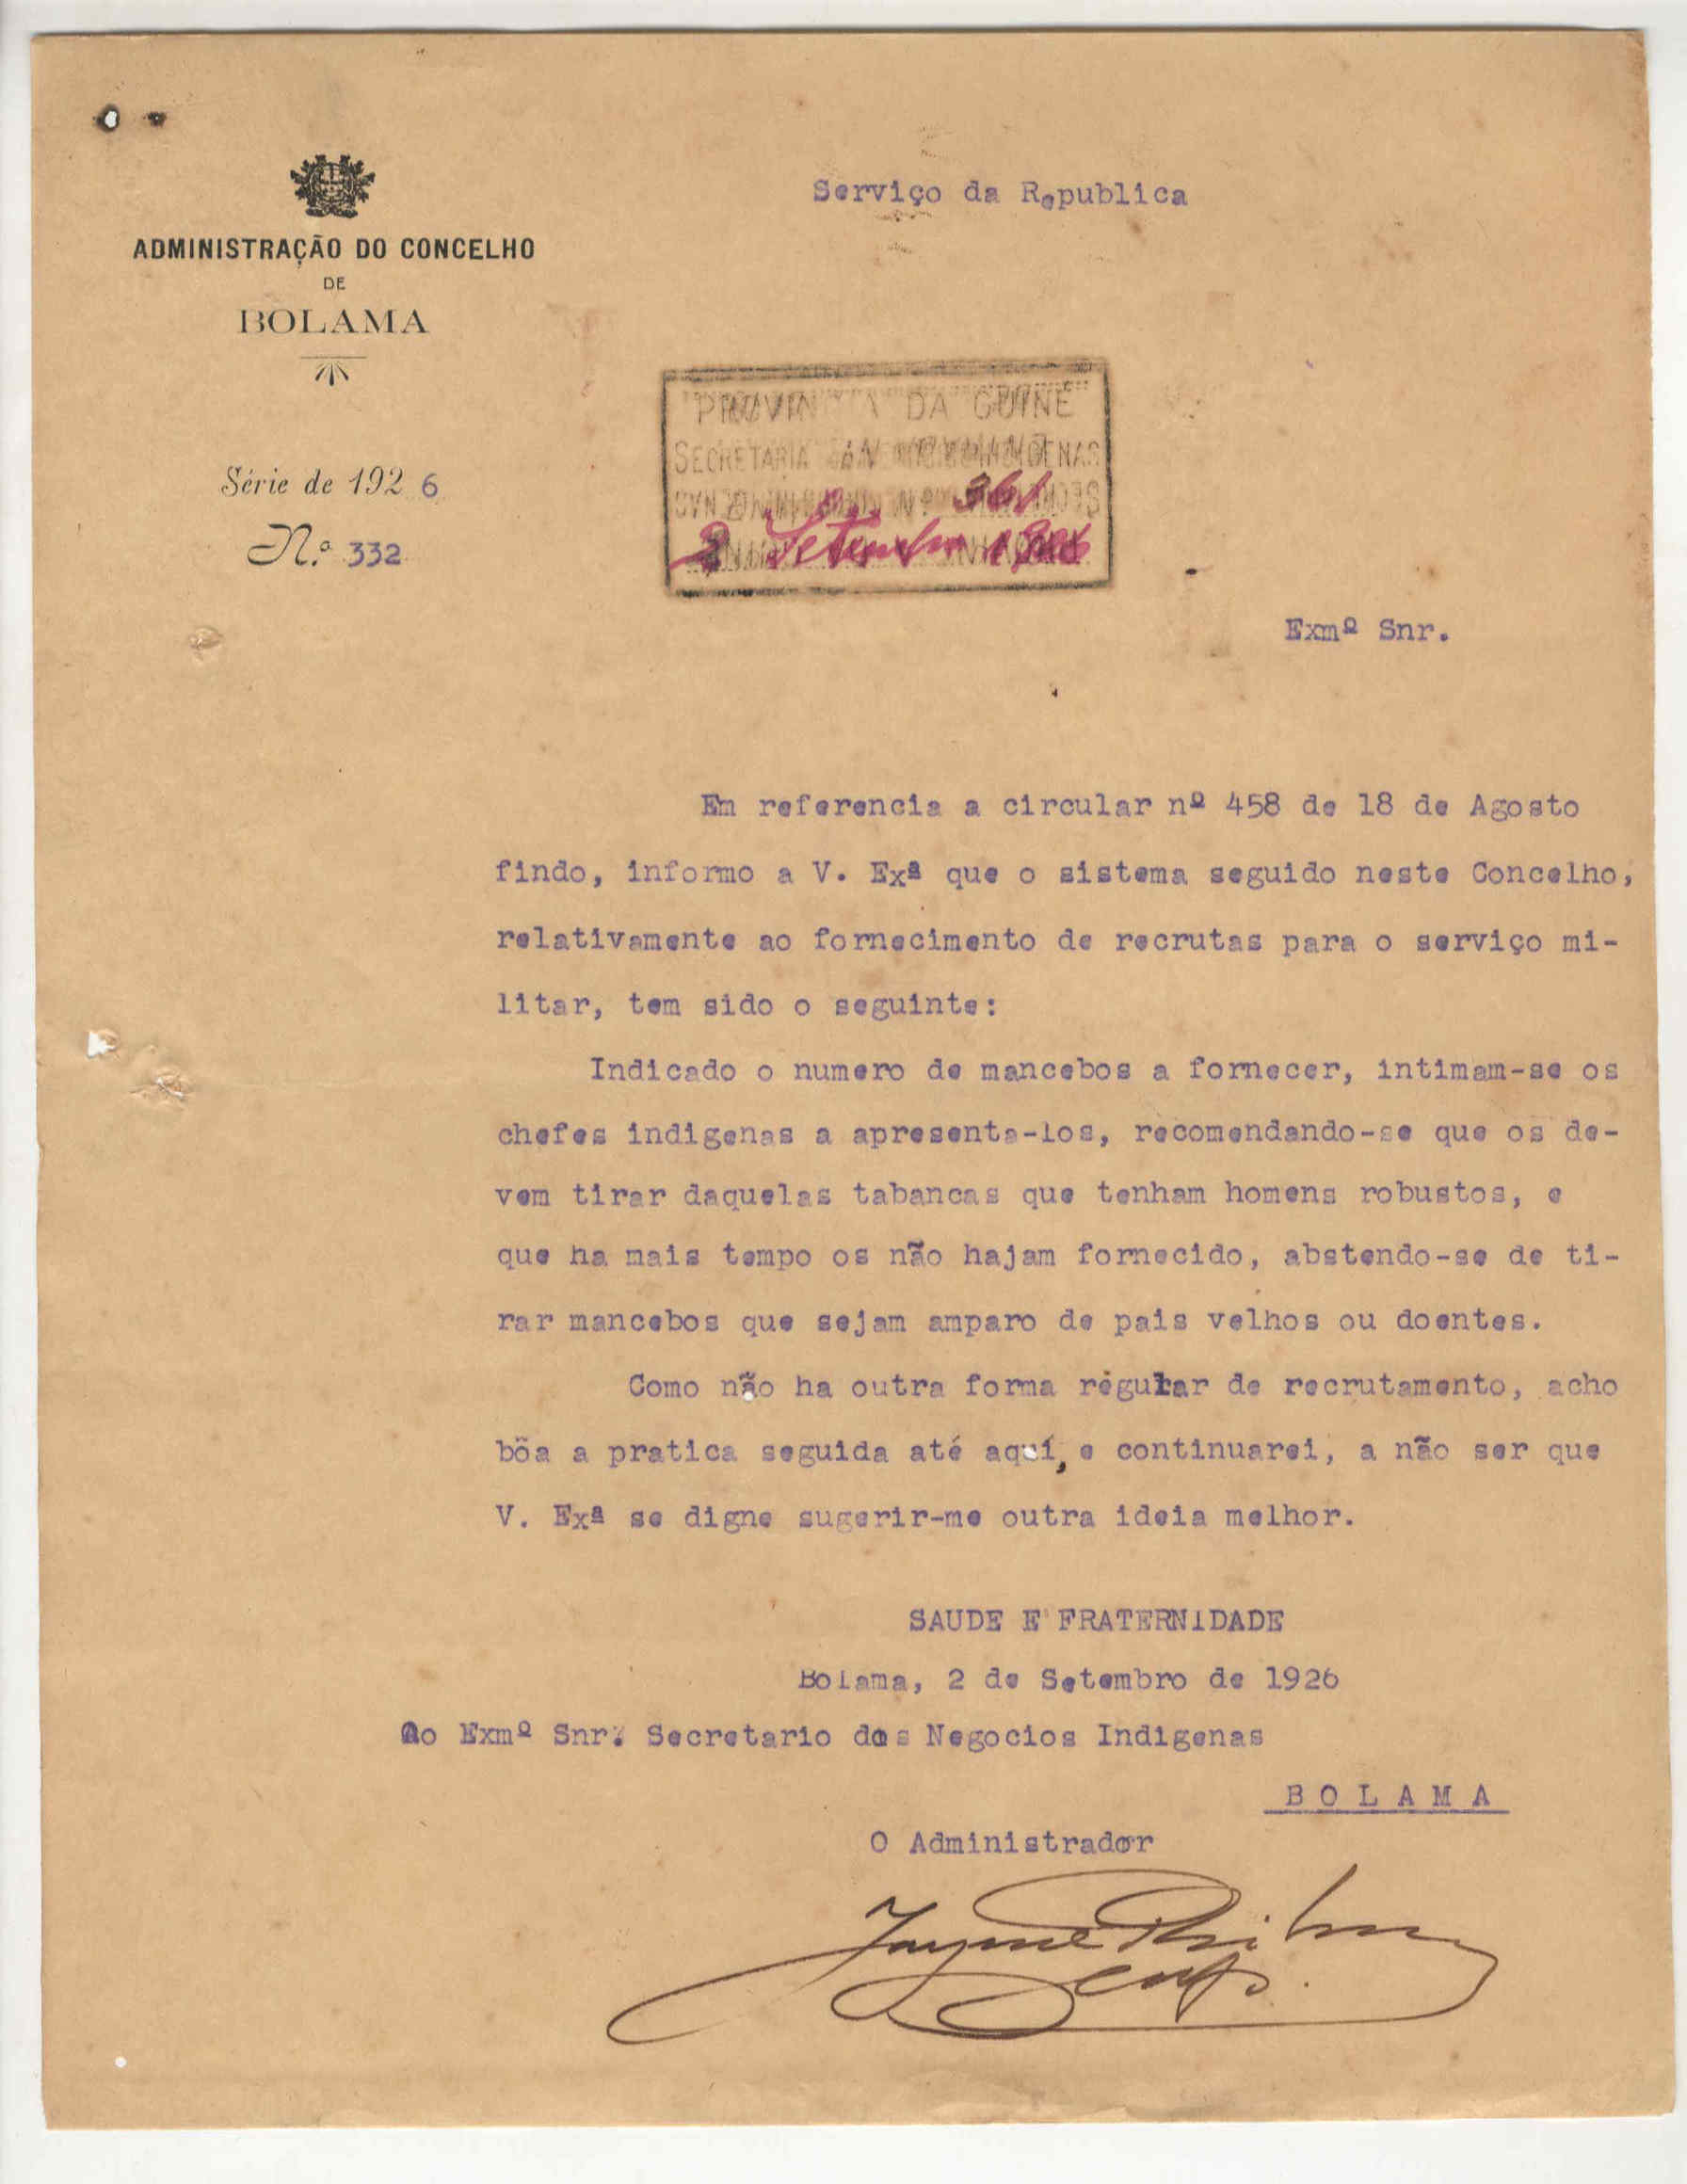 Serviço da Republica
ADMINISTRAÇÃO DO CONCELHO
DE
BOLAMA
PROVINCIA DA GUINÉ
SECRETARIA INDIGENAS
361
2 Setembro 1926
Série de 1926
N.º 332
Exmº Snr.
Em referencia a circular nº 458 de 18 de Agosto
findo, informo a V. Exª que o sistema seguido neste Concelho,
relativamente ao fornecimento de recrutas para o serviço mi-
litar, tem sido o seguinte:
Indicado o numero de mancebos a fornecer, intimam-se os
chefes indigenas a apresenta-los, recomendando-se que os de-
vem tirar daquelas tabancas que tenham homens robustos, e
que ha mais tempo os não hajam fornecido, abstendo-se de ti-
rar mancebos que sejam amparo de pais velhos ou doentes.
Como não ha outra forma regular de recrutamento, acho
bôa a pratica seguida até aquí, e continuarei, a não ser que
V. Exª se digne sugerir-me outra ideia melhor.
SAUDE E FRATERNIDADE
Bolama, 2 de Setembro de 1926
Ao Exmº Snr. Secretario dos Negocios Indigenas
BOLAMA
O Administrador
Jayme